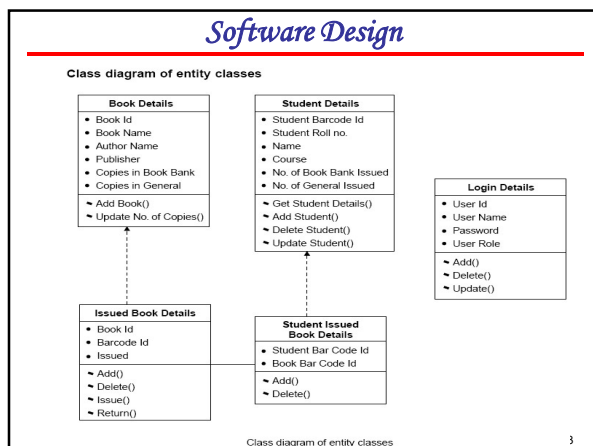 Software Design
Class diagram of entity classes
Book Details
• Book Id
• Book Name
• Author Name
• Publisher
• Copies in Book Bank
• Copies in General
~ Add Book()
~ Update No. of Copies()
Student Details
• Student Barcode Id
• Student Roll no.
• Name
• Course
• No. of Book Bank Issued
• No. of General Issued
~ Get Student Details()
~ Add Student()
~ Delete Student()
~ Update Student()
Login Details
• User Id
• User Name
• Password
• User Role
~ Add()
~ Delete()
~ Update()
Issued Book Details
• Book Id
• Barcode Id
• Issued
~ Add()
~ Delete()
~ Issue()
~ Return()
Student Issued
Book Details
• Student Bar Code Id
• Book Bar Code Id
~ Add()
~ Delete()
Class diagram of entity classes